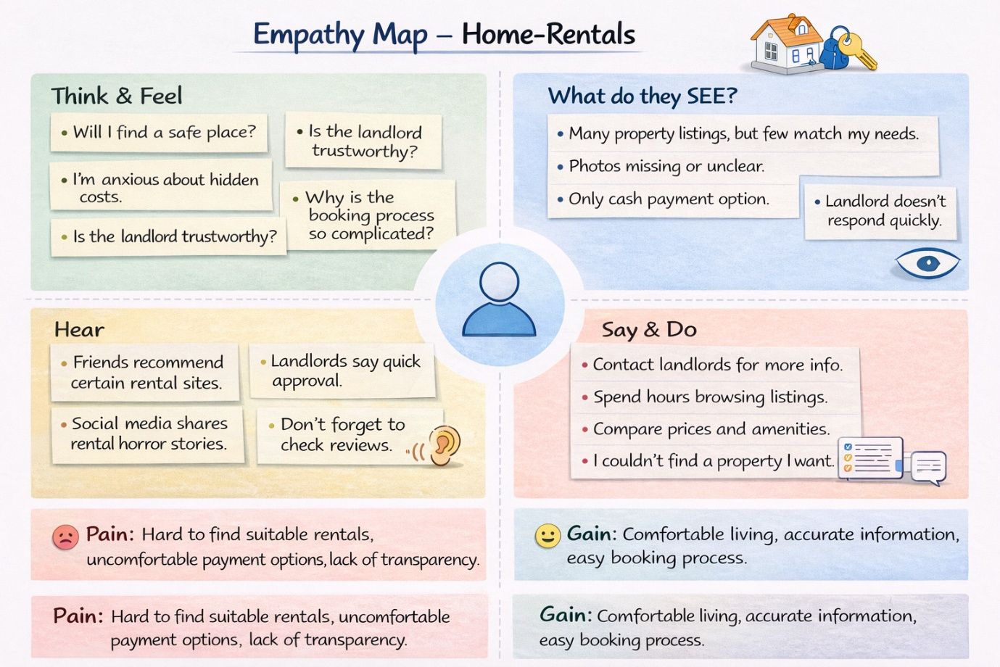 Empathy Map – Home-Rentals
Think & Feel
• Will I find a safe place?
• Is the landlord
trustworthy?
• I'm anxious about hidden
costs.
• Why is the
booking process
so complicated?
• Is the landlord trustworthy?
What do they SEE?
• Many property listings, but few match my needs.
• Photos missing or unclear.
• Only cash payment option.
• Landlord doesn't
respond quickly.
Hear
• Friends recommend
certain rental sites.
• Landlords say quick
approval.
• Social media shares
rental horror stories.
• Don't forget to
check reviews.
Say & Do
• Contact landlords for more info.
• Spend hours browsing listings.
• Compare prices and amenities.
• I couldn't find a property I want.
Pain: Hard to find suitable rentals,
uncomfortable payment options, lack of transparency.
Gain: Comfortable living, accurate information,
easy booking process.
Pain: Hard to find suitable rentals, uncomfortable
payment options, lack of transparency.
Gain: Comfortable living, accurate information,
easy booking process.